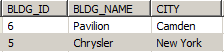 BLDG_ID BLDG_NAME CITY
6 Pavilion Camden
5 Chrysler New York